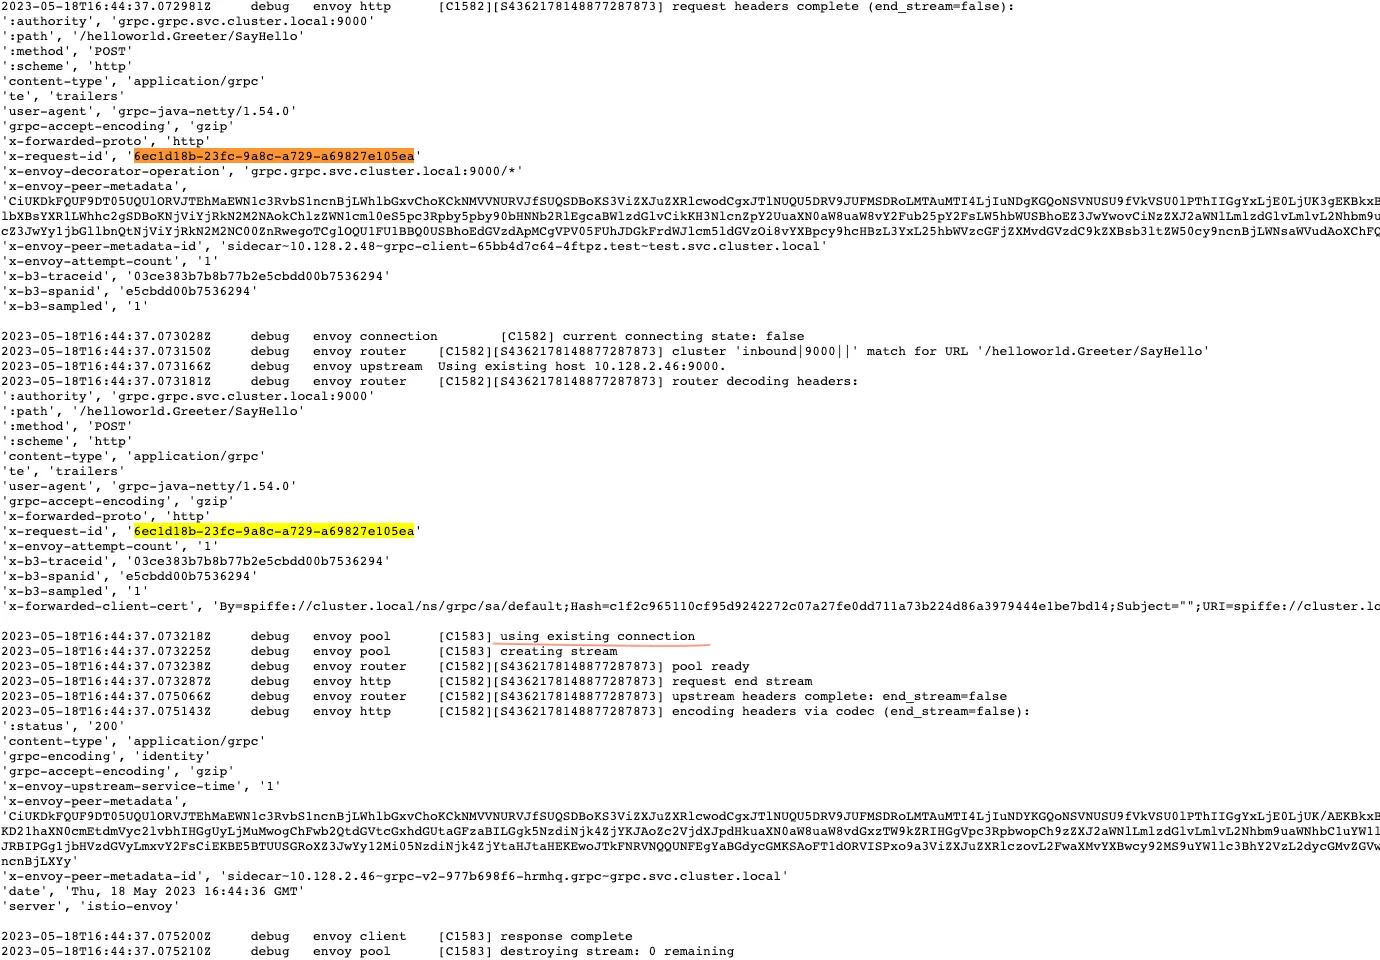 2023-05-18T16:44:37.072981Z debug envoy http [C1582][S4362178148877287873] request headers complete (end_stream=false):
':authority', 'grpc.grpc.svc.cluster.local:9000'
':path', '/helloworld.Greeter/SayHello'
':method', 'POST'
':scheme', 'http'
'content-type', 'application/grpc'
'te', 'trailers'
'user-agent', 'grpc-java-netty/1.54.0'
'grpc-accept-encoding', 'gzip'
'x-forwarded-proto', 'http'
'x-request-id', '6ec1d18b-23fc-9a8c-a729-a69827e105ea'
'x-envoy-decorator-operation', 'grpc.grpc.svc.cluster.local:9000/*'
'x-envoy-peer-metadata',
'x-envoy-peer-metadata-id', 'sidecar~10.128.2.48~grpc-client-65bb4d7c64-4ftpz.test~test.svc.cluster.local'
'x-envoy-attempt-count', '1'
'x-b3-traceid', '03ce383b7b8b77b2e5cbdd00b7536294'
'x-b3-spanid', 'e5cbdd00b7536294'
'x-b3-sampled', '1'
2023-05-18T16:44:37.073028Z debug envoy connection [C1582] current connecting state: false
2023-05-18T16:44:37.073150Z debug envoy router [C1582][S4362178148877287873] cluster 'inbound|9000||' match for URL '/helloworld.Greeter/SayHello'
2023-05-18T16:44:37.073166Z debug envoy upstream Using existing host 10.128.2.46:9000.
2023-05-18T16:44:37.073181Z debug envoy router [C1582][S4362178148877287873] router decoding headers:
':authority', 'grpc.grpc.svc.cluster.local:9000'
':path', '/helloworld.Greeter/SayHello'
':method', 'POST'
':scheme', 'http'
'content-type', 'application/grpc'
'te', 'trailers'
'user-agent', 'grpc-java-netty/1.54.0'
'grpc-accept-encoding', 'gzip'
'x-forwarded-proto', 'http'
'x-request-id', '6ec1d18b-23fc-9a8c-a729-a69827e105ea'
'x-envoy-attempt-count', '1'
'x-b3-traceid', '03ce383b7b8b77b2e5cbdd00b7536294'
'x-b3-spanid', 'e5cbdd00b7536294'
'x-b3-sampled', '1'
'x-forwarded-client-cert', 'By=spiffe://cluster.local/ns/grpc/sa/default;Hash=c1f2c965110cf95d9242272c07a27fe0dd711a73b224d86a3979444e1be7bd14;Subject="";URI=spiffe://cluster.lo
2023-05-18T16:44:37.073218Z debug envoy pool [C1583] using existing connection
2023-05-18T16:44:37.073225Z debug envoy pool [C1583] creating stream
2023-05-18T16:44:37.073238Z debug envoy router [C1582][S4362178148877287873] pool ready
2023-05-18T16:44:37.073287Z debug envoy http [C1582][S4362178148877287873] request end stream
2023-05-18T16:44:37.075066Z debug envoy router [C1582][S4362178148877287873] upstream headers complete: end_stream=false
2023-05-18T16:44:37.075143Z debug envoy http [C1582][S4362178148877287873] encoding headers via codec (end_stream=false):
':status', '200'
'content-type', 'application/grpc'
'grpc-encoding', 'identity'
'grpc-accept-encoding', 'gzip'
'x-envoy-upstream-service-time', '1'
'x-envoy-peer-metadata',
ncnBjLXYy'
'x-envoy-peer-metadata-id', 'sidecar~10.128.2.46~grpc-v2-977b698f6-hrmhq.grpc~grpc.svc.cluster.local'
'date', 'Thu, 18 May 2023 16:44:36 GMT'
'server', 'istio-envoy'
2023-05-18T16:44:37.075200Z debug envoy client [C1583] response complete
2023-05-18T16:44:37.075210Z debug envoy pool [C1583] destroying stream: 0 remaining